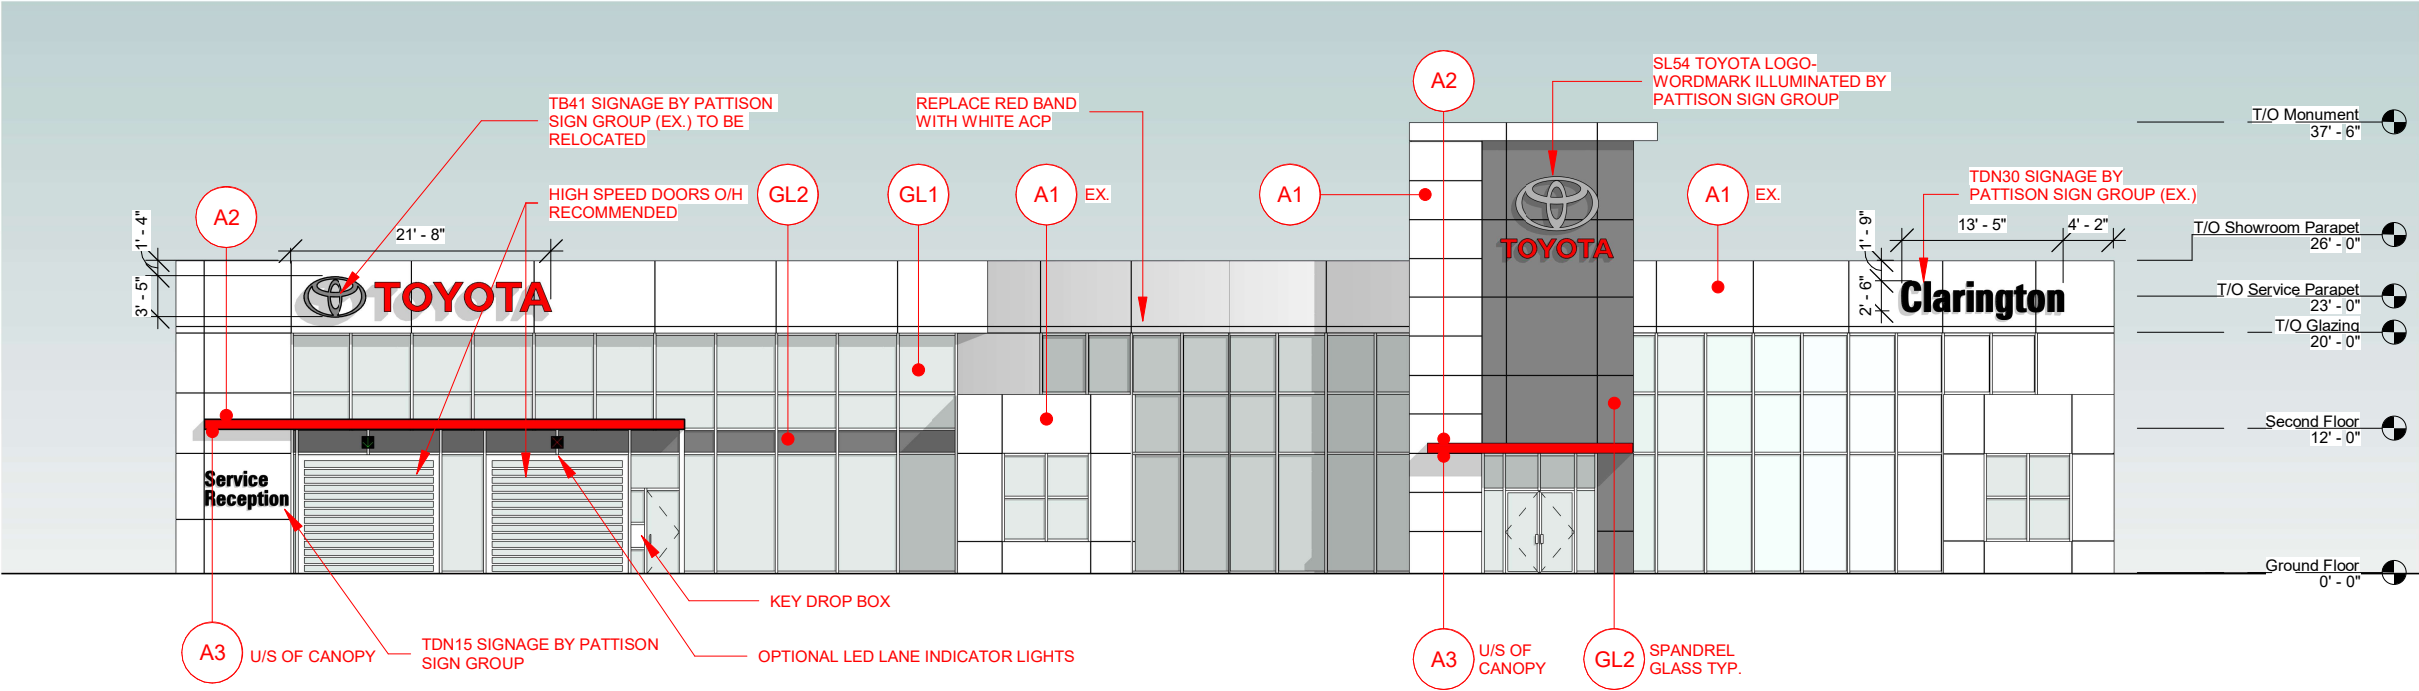 A2
SL54 TOYOTA LOGO-
WORDMARK ILLUMINATED BY
PATTISON SIGN GROUP
TB41 SIGNAGE BY PATTISON
SIGN GROUP (EX.) TO BE
RELOCATED
REPLACE RED BAND
WITH WHITE ACP
T/O Monument
37' - 6"
HIGH SPEED DOORS O/H
RECOMMENDED
GL2
GL1
A1
EX.
A1
A1
EX.
TDN30 SIGNAGE BY
PATTISON SIGN GROUP (EX.)
A2
1' - 4"
21' - 8"
3' - 5"
1' - 9"
13' - 5"
4' - 2"
2' - 6"
T/O Showroom Parapet
26' - 0"
TOYOTA
TOYOTA
Clarington
T/O Service Parapet
23' - 0"
T/O Glazing
20' - 0"
Second Floor
12' - 0"
Service
Reception
Ground Floor
0' - 0"
KEY DROP BOX
A3
U/S OF CANOPY
TDN15 SIGNAGE BY PATTISON
SIGN GROUP
OPTIONAL LED LANE INDICATOR LIGHTS
A3
U/S OF
CANOPY
GL2
SPANDREL
GLASS TYP.